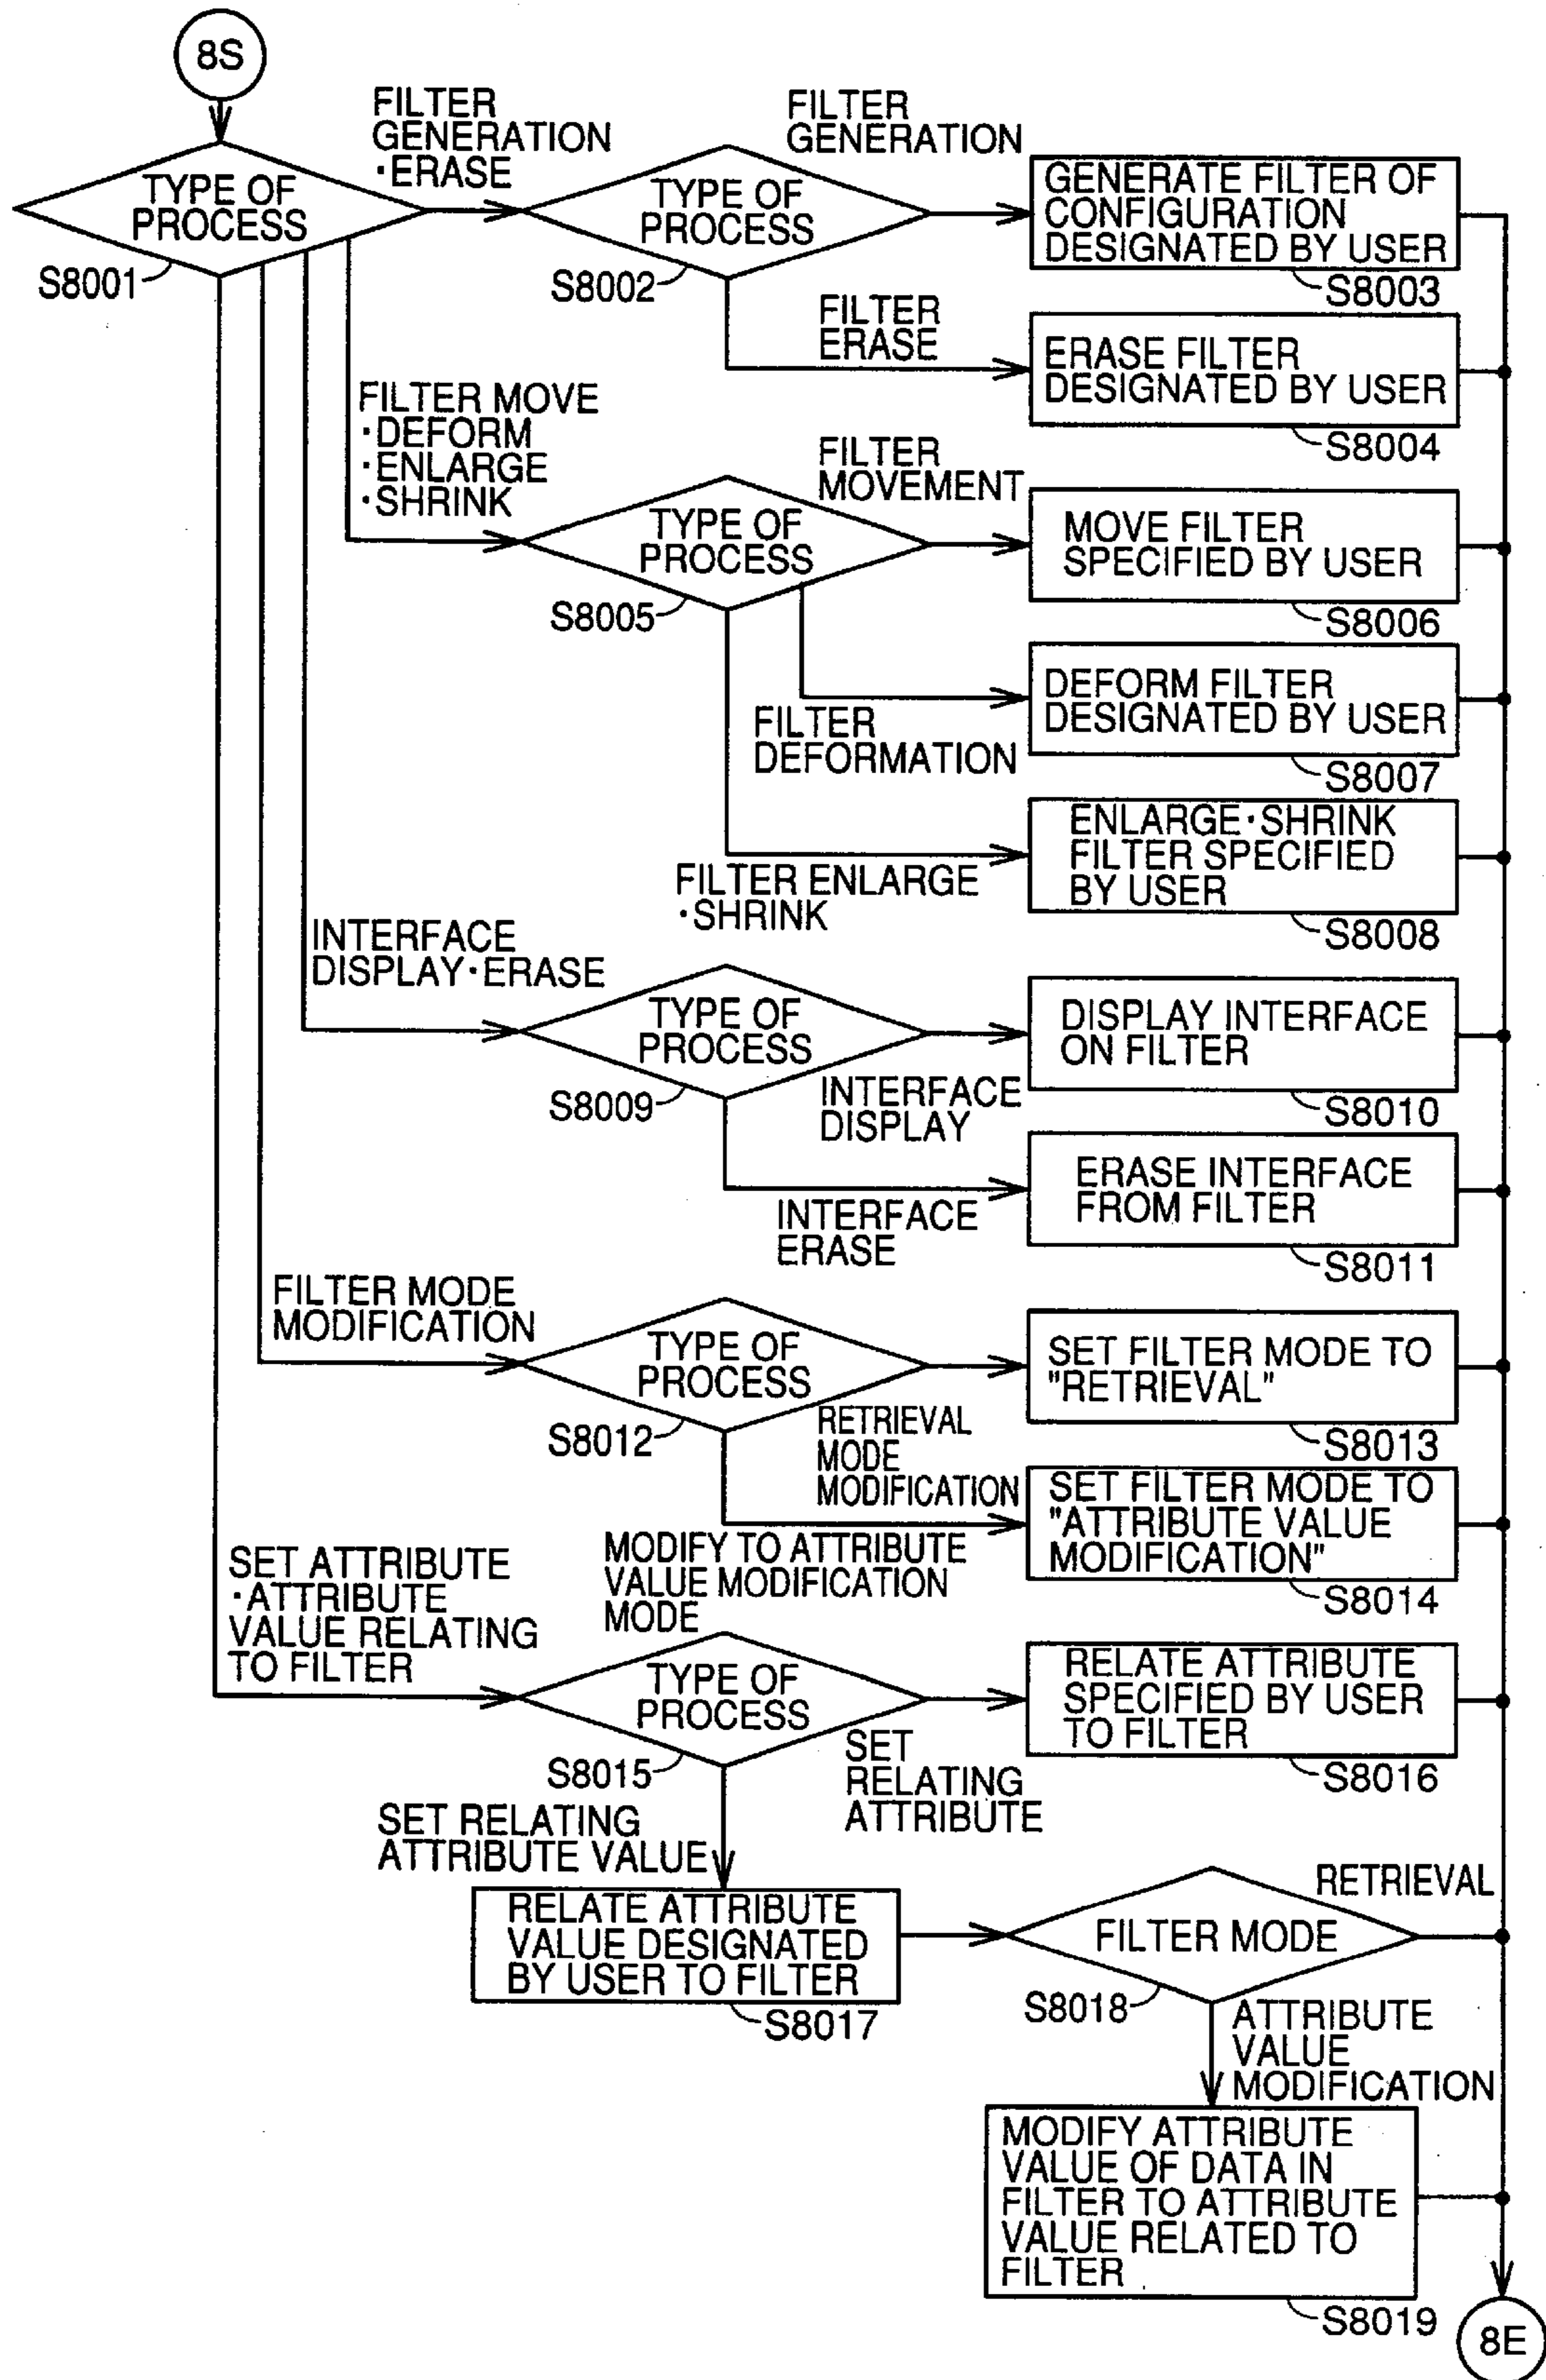 8S
FILTER
GENERATION
·ERASE
FILTER
GENERATION
TYPE OF
PROCESS
S8001
TYPE OF
PROCESS
S8002
GENERATE FILTER OF
CONFIGURATION
DESIGNATED BY USER
S8003
FILTER
ERASE
ERASE FILTER
DESIGNATED BY USER
S8004
FILTER MOVE
·DEFORM
·ENLARGE
·SHRINK
FILTER
MOVEMENT
TYPE OF
PROCESS
S8005
MOVE FILTER
SPECIFIED BY USER
S8006
FILTER
DEFORMATION
DEFORM FILTER
DESIGNATED BY USER
S8007
FILTER ENLARGE
·SHRINK
ENLARGE·SHRINK
FILTER SPECIFIED
BY USER
S8008
INTERFACE
DISPLAY·ERASE
TYPE OF
PROCESS
S8009
INTERFACE
DISPLAY
DISPLAY INTERFACE
ON FILTER
S8010
INTERFACE
ERASE
ERASE INTERFACE
FROM FILTER
S8011
FILTER MODE
MODIFICATION
TYPE OF
PROCESS
S8012
RETRIEVAL
MODE
MODIFICATION
SET FILTER MODE TO
"RETRIEVAL"
S8013
MODIFY TO ATTRIBUTE
VALUE MODIFICATION
MODE
SET FILTER MODE TO
"ATTRIBUTE VALUE
MODIFICATION"
S8014
SET ATTRIBUTE
·ATTRIBUTE
VALUE RELATING
TO FILTER
TYPE OF
PROCESS
S8015
SET
RELATING
ATTRIBUTE
RELATE ATTRIBUTE
SPECIFIED BY USER
TO FILTER
S8016
SET RELATING
ATTRIBUTE VALUE
RELATE ATTRIBUTE
VALUE DESIGNATED
BY USER TO FILTER
S8017
RETRIEVAL
FILTER MODE
S8018
ATTRIBUTE
VALUE
MODIFICATION
MODIFY ATTRIBUTE
VALUE OF DATA IN
FILTER TO ATTRIBUTE
VALUE RELATED TO
FILTER
S8019
8E